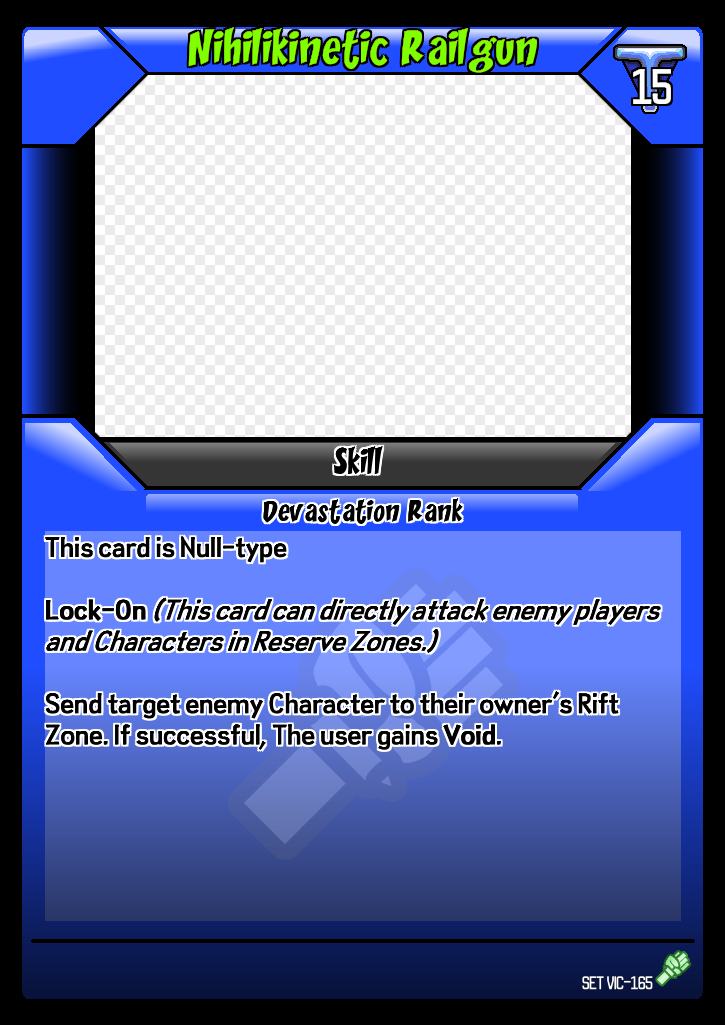 Nihilikinetic Railgun
15
Skill
Devastation Rank
This card is Null-type
Lock-On (This card can directly attack enemy players
and Characters in Reserve Zones.)
Send target enemy Character to their owner's Rift
Zone. If successful, The user gains Void.
SET VIC-165